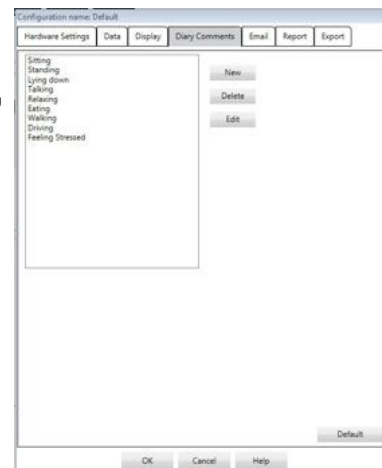 Configuration name: Default
Hardware Settings Data Display Diary Comments Email Report Export
Sitting
Standing
Lying down
Talking
Relaxing
Eating
Walking
Driving
Feeling Stressed
New
Delete
Edit
Default
OK Cancel Help